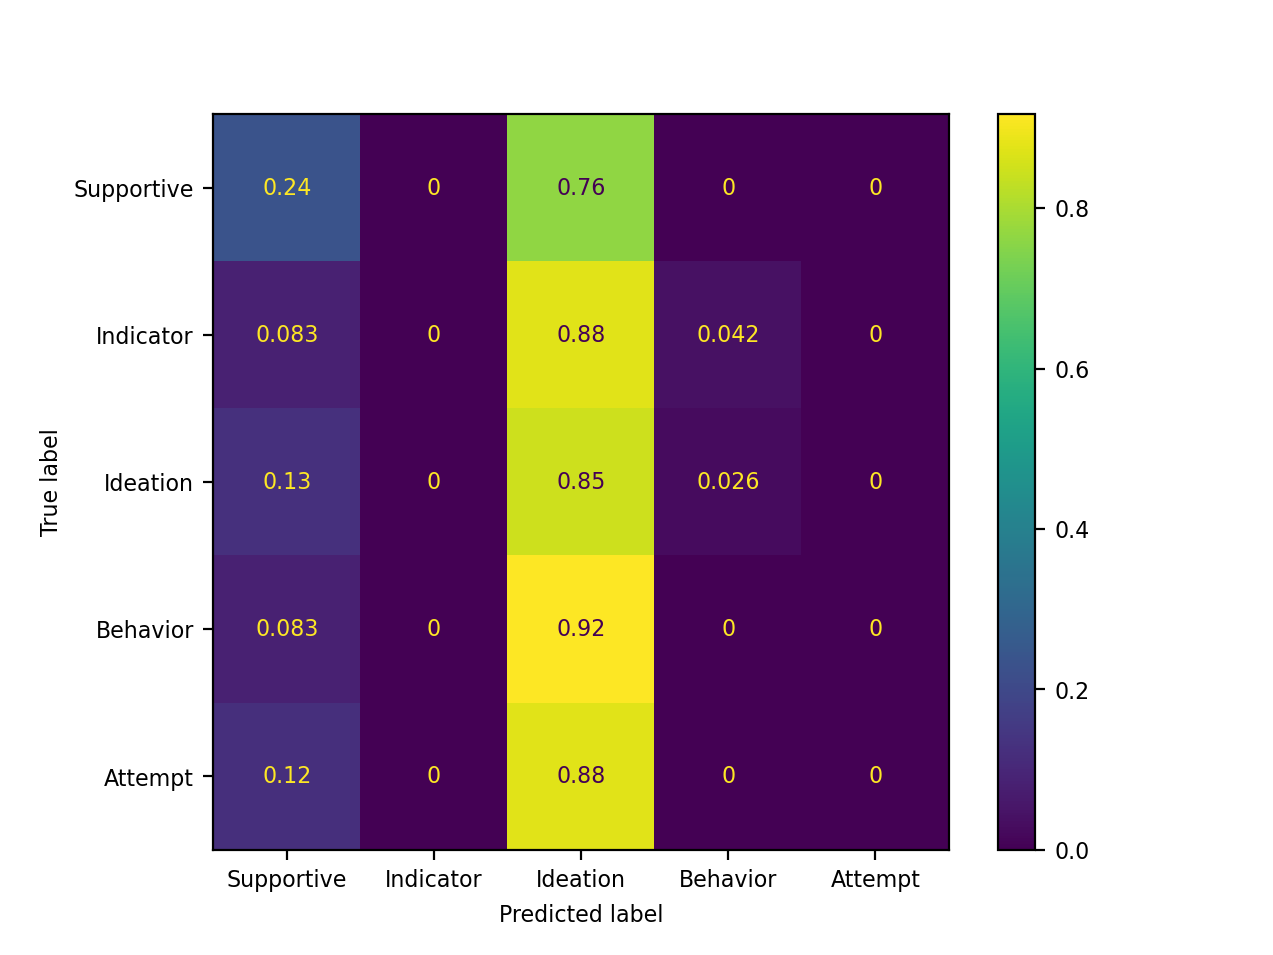 Supportive 0.24 0 0.76 0 0
Indicator 0.083 0 0.88 0.042 0
Ideation 0.13 0 0.85 0.026 0
Behavior 0.083 0 0.92 0 0
Attempt 0.12 0 0.88 0 0
Supportive Indicator Ideation Behavior Attempt
Predicted label
True label
0.8
0.6
0.4
0.2
0.0